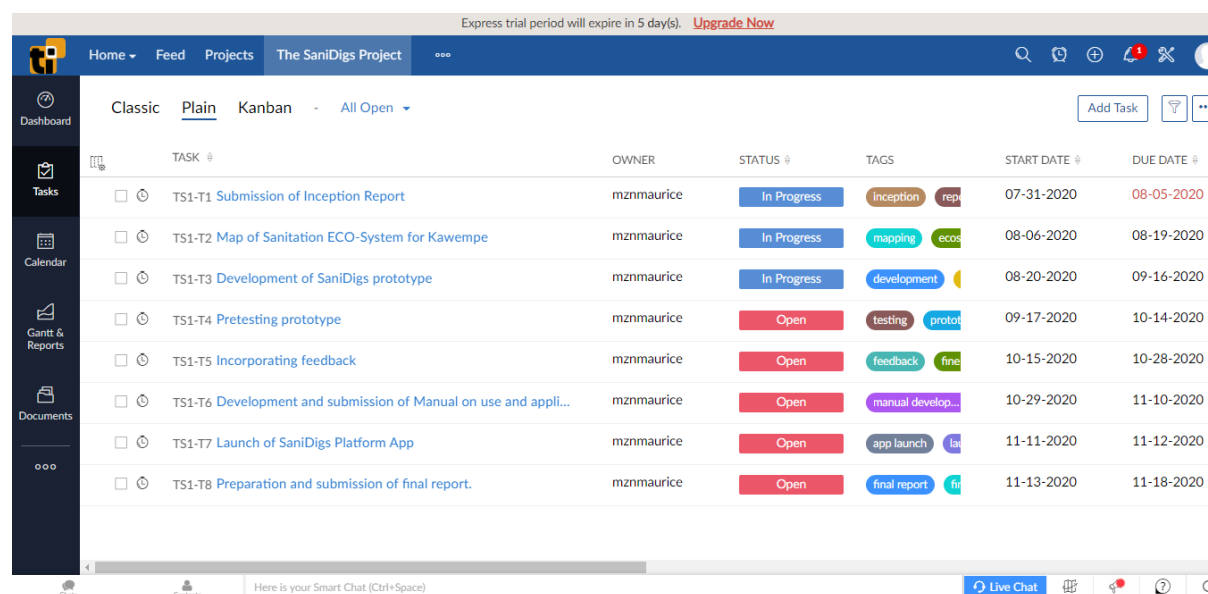 Express trial period will expire in 5 day(s). Upgrade Now
Home Feed Projects The SaniDigs Project
1
Dashboard
Tasks
Calendar
Gantt &
Reports
Documents
Classic Plain Kanban - All Open Add Task
TASK OWNER STATUS TAGS START DATE DUE DATE
TS1-T1 Submission of Inception Report mznmaurice In Progress inception 07-31-2020 08-05-2020
TS1-T2 Map of Sanitation ECO-System for Kawempe mznmaurice In Progress mapping 08-06-2020 08-19-2020
TS1-T3 Development of SaniDigs prototype mznmaurice In Progress development 08-20-2020 09-16-2020
TS1-T4 Pretesting prototype mznmaurice Open testing protot 09-17-2020 10-14-2020
TS1-T5 Incorporating feedback mznmaurice Open feedback fine 10-15-2020 10-28-2020
TS1-T6 Development and submission of Manual on use and appli... mznmaurice Open manual develop... 10-29-2020 11-10-2020
TS1-T7 Launch of SaniDigs Platform App mznmaurice Open app launch 11-11-2020 11-12-2020
TS1-T8 Preparation and submission of final report. mznmaurice Open final report 11-13-2020 11-18-2020
Here is your Smart Chat (Ctrl+Space) Live Chat